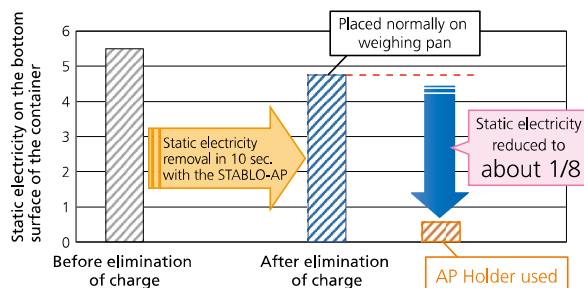 Static electricity on the bottom
surface of the container
6
5
4
3
2
1
0
Placed normally on
weighing pan
Static electricity
removal in 10 sec.
with the STABLO-AP
Static electricity
reduced to
about 1/8
Before elimination
of charge
After elimination
of charge
AP Holder used